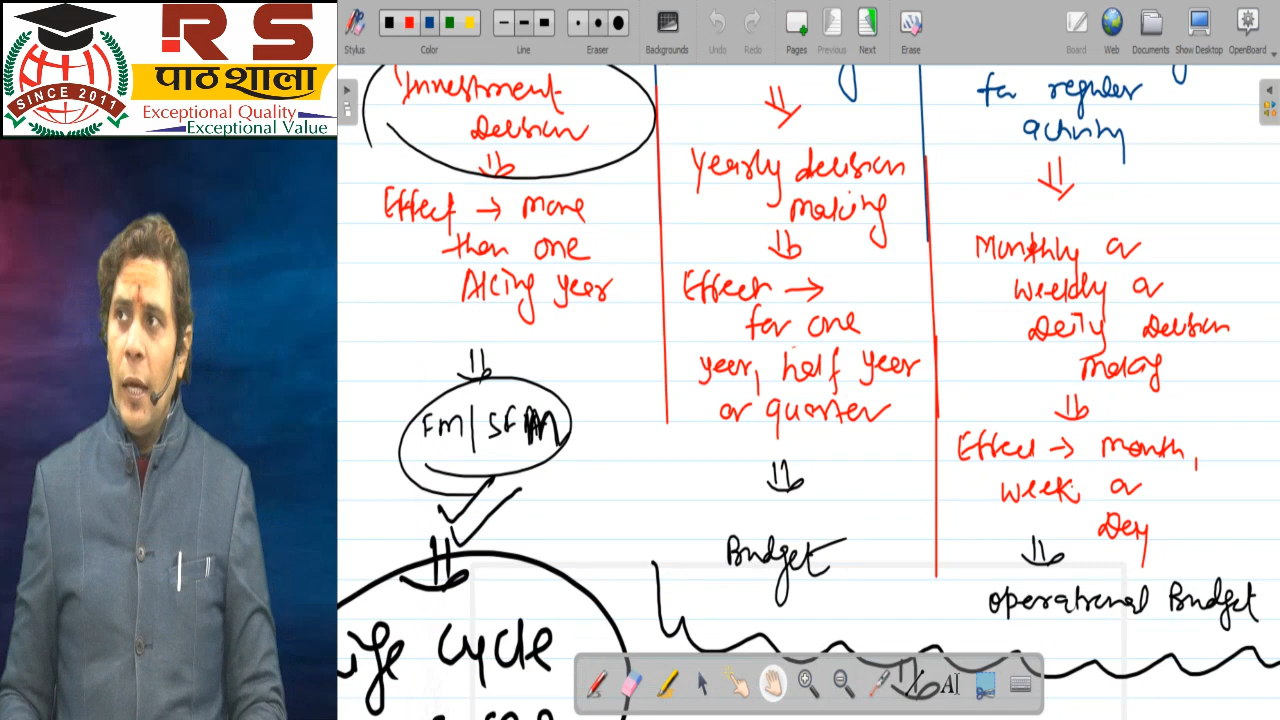 RS
पाठशाला
SINCE 2011
Exceptional Quality
Exceptional Value
Stylus
Color
Line
Eraser
Backgrounds
Undo
Redo
Pages
Previous
Next
Erase
Board
Web
Documents
Show Desktop
OpenBoard
Investment
Decision
Effect → more
than one
Alcing year
FM/SFM
Life cycle
Yearly decision
making
Effect →
for one
year, half year
or quarter
Budget
for regular
activity
Monthly or
weekly or
Daily Decision
making
Effect → month,
week or
Day
operational Budget